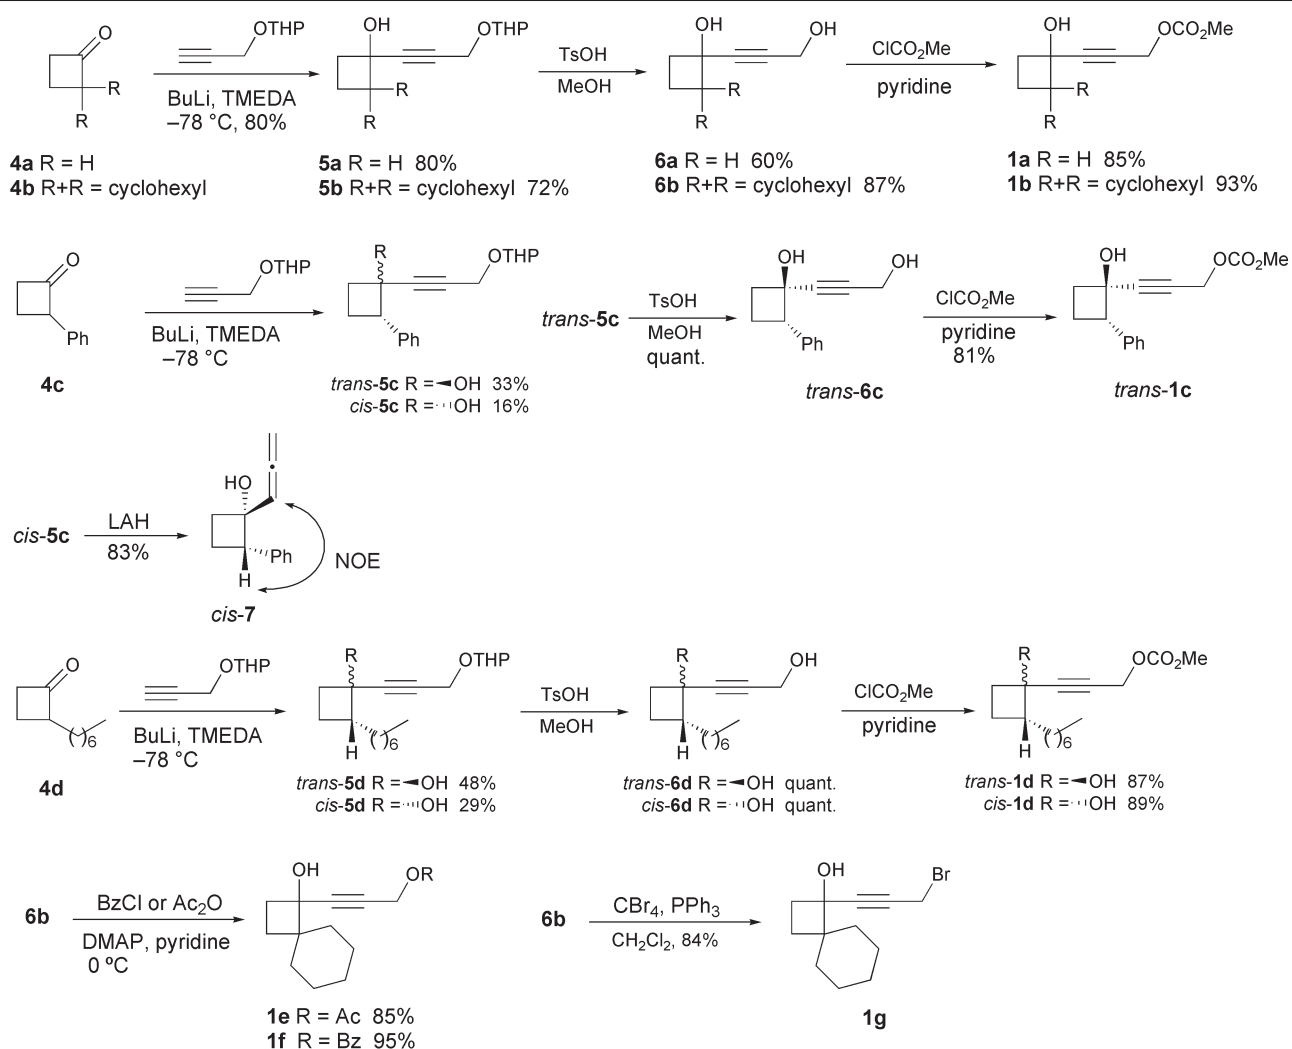 O OTHP OH OTHP OH OH OH OCO₂Me
R R BuLi, TMEDA –78 °C, 80% R R TsOH MeOH R R ClCO₂Me pyridine R R
4a R = H 5a R = H 80% 6a R = H 60% 1a R = H 85%
4b R+R = cyclohexyl 5b R+R = cyclohexyl 72% 6b R+R = cyclohexyl 87% 1b R+R = cyclohexyl 93%
O OTHP R OTHP OH OH OH OCO₂Me
Ph BuLi, TMEDA –78 °C Ph trans-5c TsOH MeOH quant. Ph ClCO₂Me pyridine 81% Ph
4c trans-5c R = OH 33% trans-6c trans-1c
cis-5c R = OH 16%
HO
cis-5c LAH 83% Ph H NOE
cis-7
O OTHP R OTHP R OH R OCO₂Me
( )6 BuLi, TMEDA –78 °C H ( )6 TsOH MeOH H ( )6 ClCO₂Me pyridine H ( )6
4d trans-5d R = OH 48% trans-6d R = OH quant. trans-1d R = OH 87%
cis-5d R = OH 29% cis-6d R = OH quant. cis-1d R = OH 89%
OH OR OH Br
6b BzCl or Ac₂O 6b CBr₄, PPh₃
DMAP, pyridine CH₂Cl₂, 84%
0 ºC
1e R = Ac 85% 1g
1f R = Bz 95%